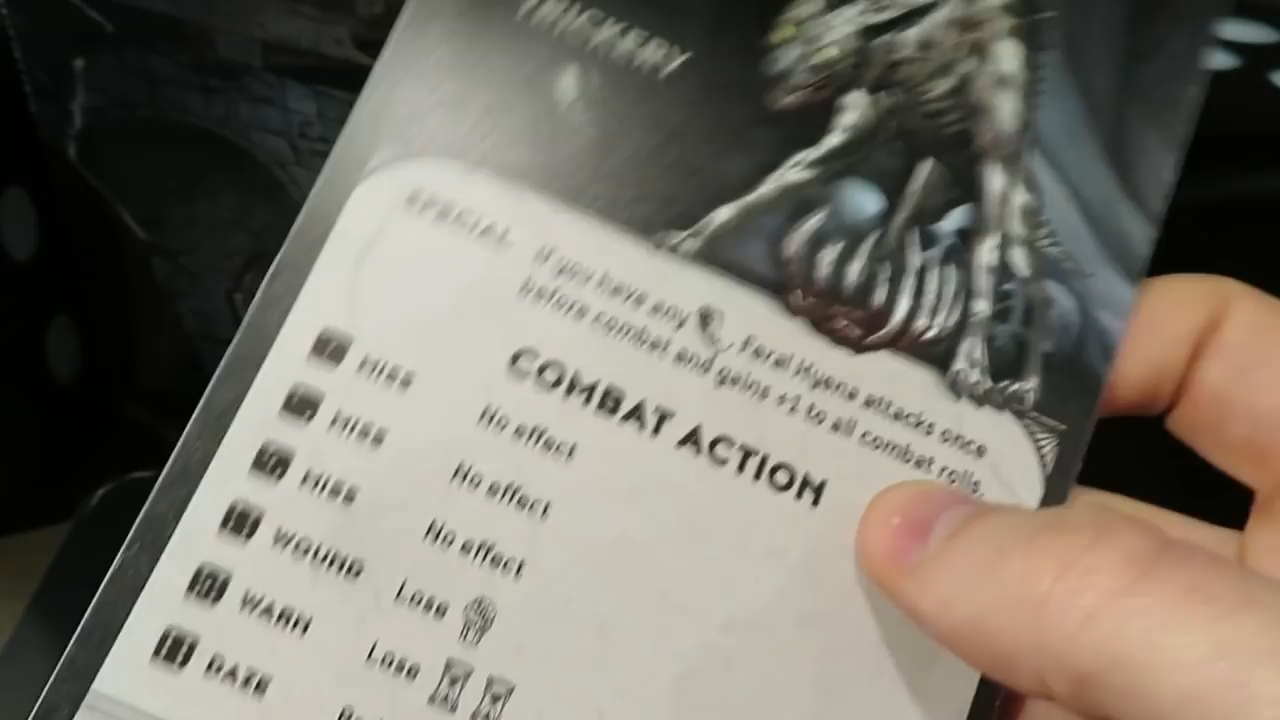 TRICKERY
SPECIAL
If you have any Feral Hyena attacks once
before combat and gains +1 to all combat rolls.
COMBAT ACTION
MISS No effect
MISS No effect
MISS No effect
WOUND Lose
WARN Lose
DAZE